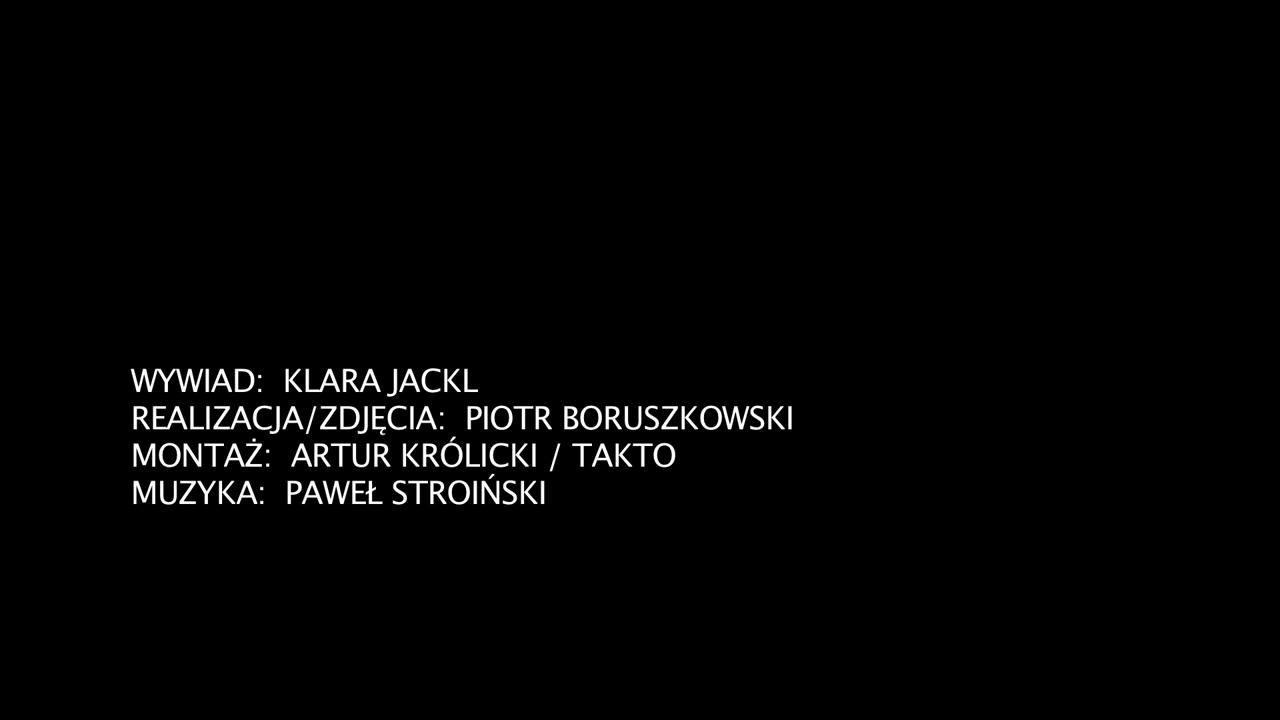 WYWIAD: KLARA JACKL
REALIZACJA/ZDJĘCIA: PIOTR BORUSZKOWSKI
MONTAŻ: ARTUR KRÓLICKI / TAKTO
MUZYKA: PAWEŁ STROIŃSKI